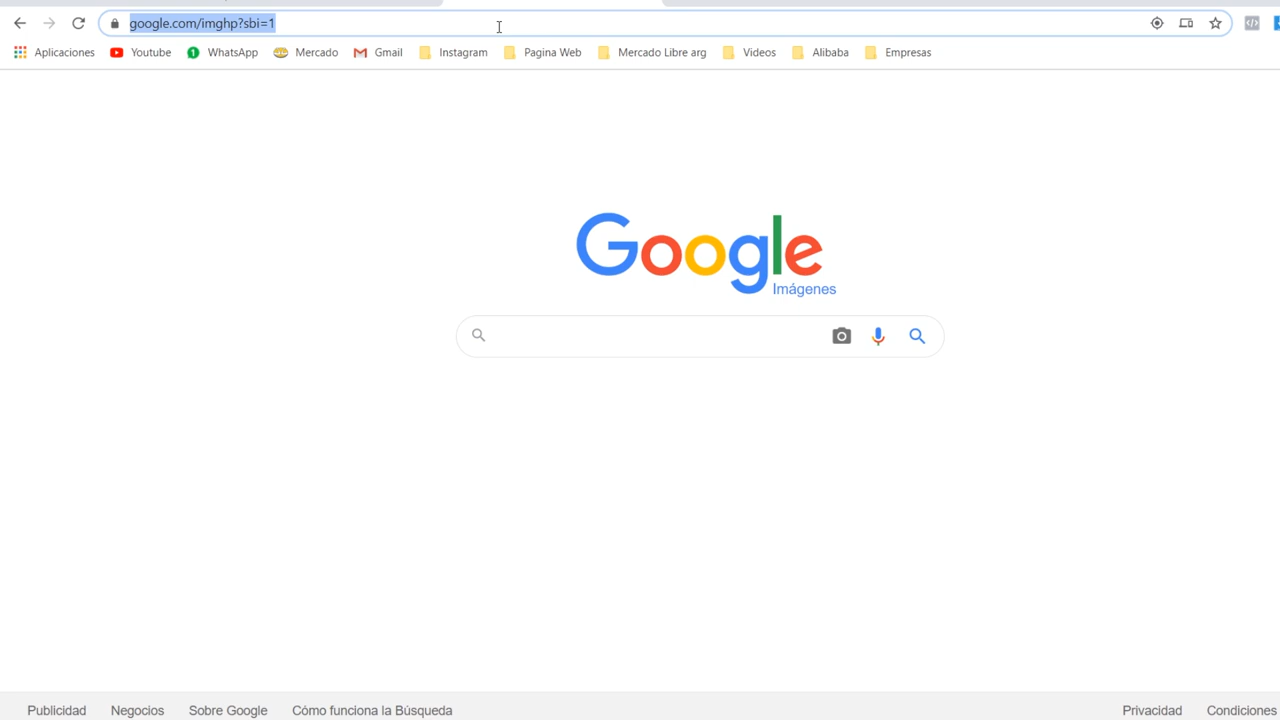 google.com/imghp?sbi=1
Aplicaciones Youtube 1 WhatsApp Mercado Gmail Instagram Pagina Web Mercado Libre arg Videos Alibaba Empresas
Google
Imágenes
Publicidad Negocios Sobre Google Cómo funciona la Búsqueda Privacidad Condiciones